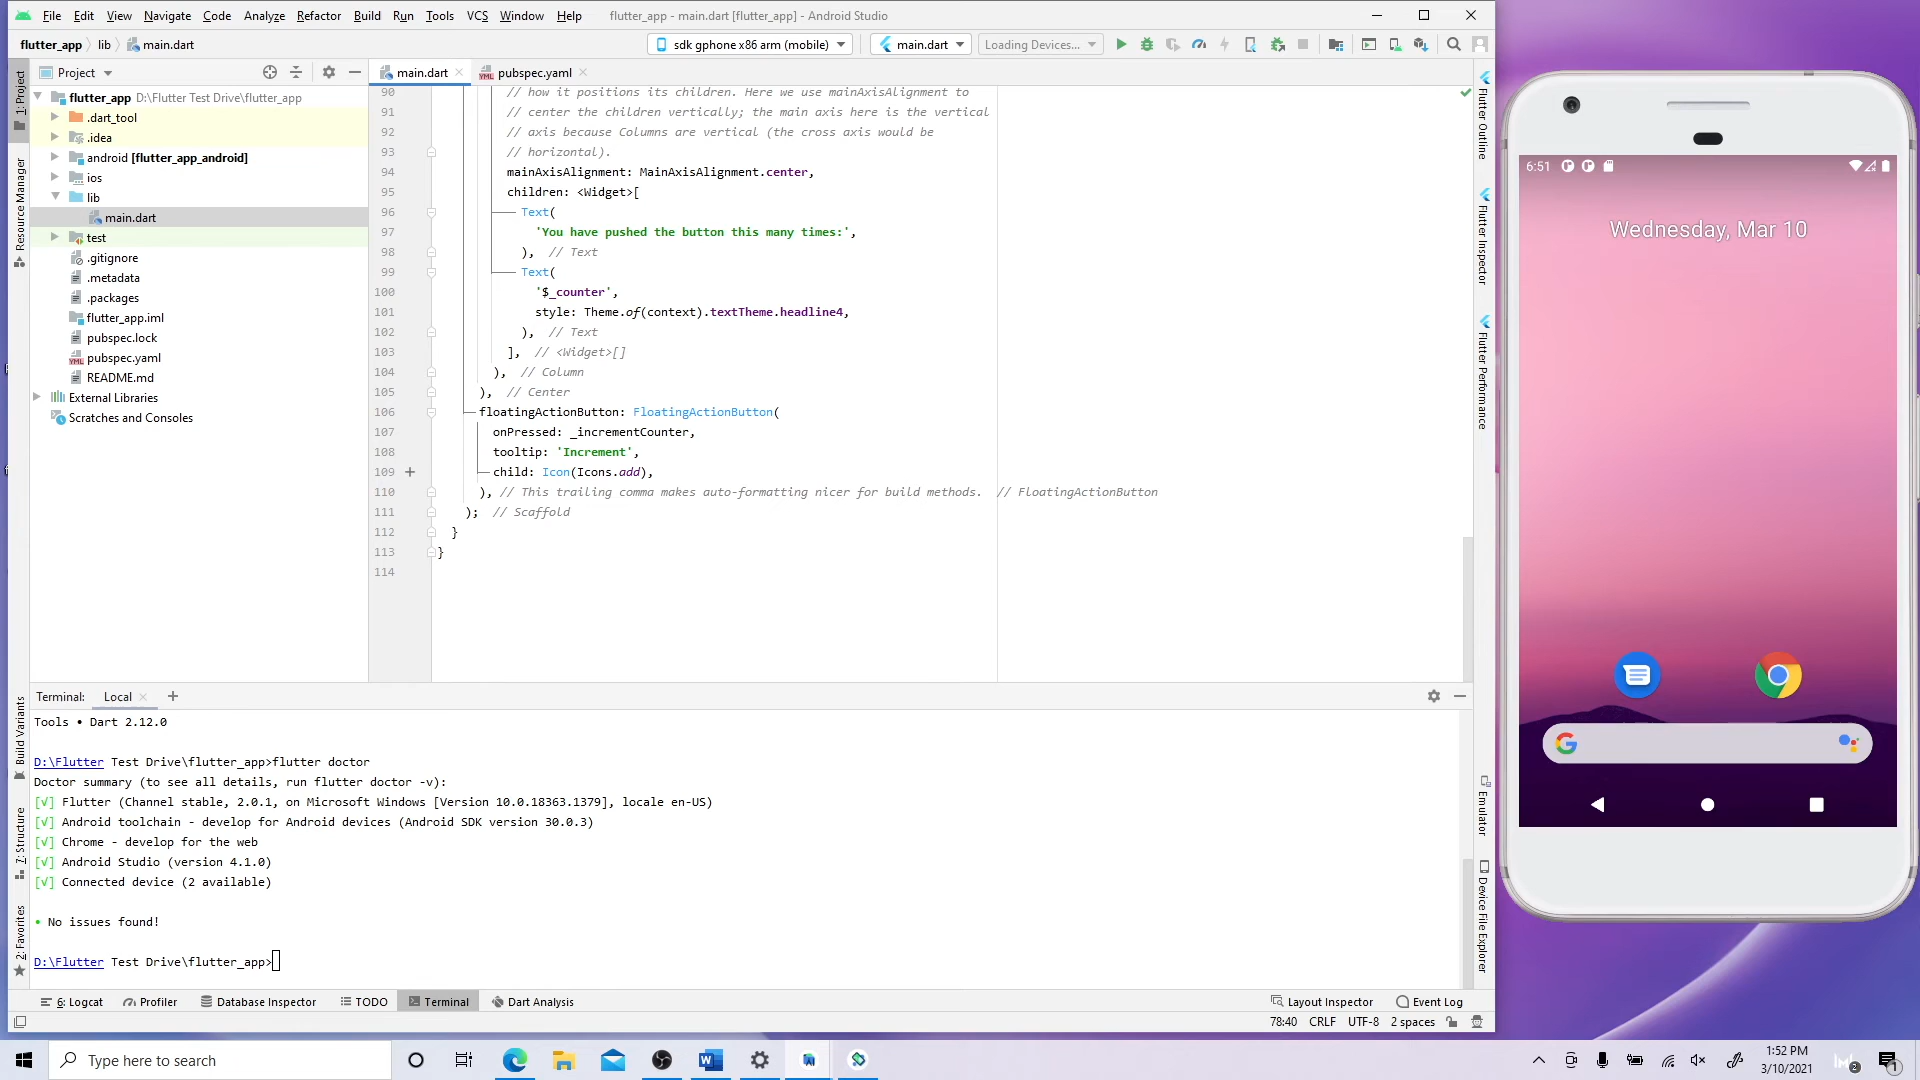 File Edit View Navigate Code Analyze Refactor Build Run Tools VCS Window Help flutter_app - main.dart [flutter_app] - Android Studio
flutter_app lib main.dart sdk gphone x86 arm (mobile) main.dart Loading Devices...
Project
main.dart
pubspec.yaml
flutter_app D:\Flutter Test Drive\flutter_app
.dart_tool
.idea
android [flutter_app_android]
ios
lib
main.dart
test
.gitignore
.metadata
.packages
flutter_app.iml
pubspec.lock
pubspec.yaml
README.md
External Libraries
Scratches and Consoles
1: Project
Resource Manager
Build Variants
7: Structure
2: Favorites
90 // how it positions its children. Here we use mainAxisAlignment to
91 // center the children vertically; the main axis here is the vertical
92 // axis because Columns are vertical (the cross axis would be
93 // horizontal).
94 mainAxisAlignment: MainAxisAlignment.center,
95 children: <Widget>[
96 Text(
97 'You have pushed the button this many times:',
98 ), // Text
99 Text(
100 '$_counter',
101 style: Theme.of(context).textTheme.headline4,
102 ), // Text
103 ], // <Widget>[]
104 ), // Column
105 ), // Center
106 floatingActionButton: FloatingActionButton(
107 onPressed: _incrementCounter,
108 tooltip: 'Increment',
109 child: Icon(Icons.add),
110 ), // This trailing comma makes auto-formatting nicer for build methods. // FloatingActionButton
111 ); // Scaffold
112 }
113 }
114
Flutter Outline
Flutter Inspector
Flutter Performance
Emulator
Device File Explorer
Terminal: Local
Tools • Dart 2.12.0
D:\Flutter Test Drive\flutter_app>flutter doctor
Doctor summary (to see all details, run flutter doctor -v):
[√] Flutter (Channel stable, 2.0.1, on Microsoft Windows [Version 10.0.18363.1379], locale en-US)
[√] Android toolchain - develop for Android devices (Android SDK version 30.0.3)
[√] Chrome - develop for the web
[√] Android Studio (version 4.1.0)
[√] Connected device (2 available)
• No issues found!
D:\Flutter Test Drive\flutter_app>
6: Logcat Profiler Database Inspector TODO Terminal Dart Analysis Layout Inspector Event Log
78:40 CRLF UTF-8 2 spaces
6:51
Wednesday, Mar 10
Type here to search
1:52 PM
3/10/2021
2
1